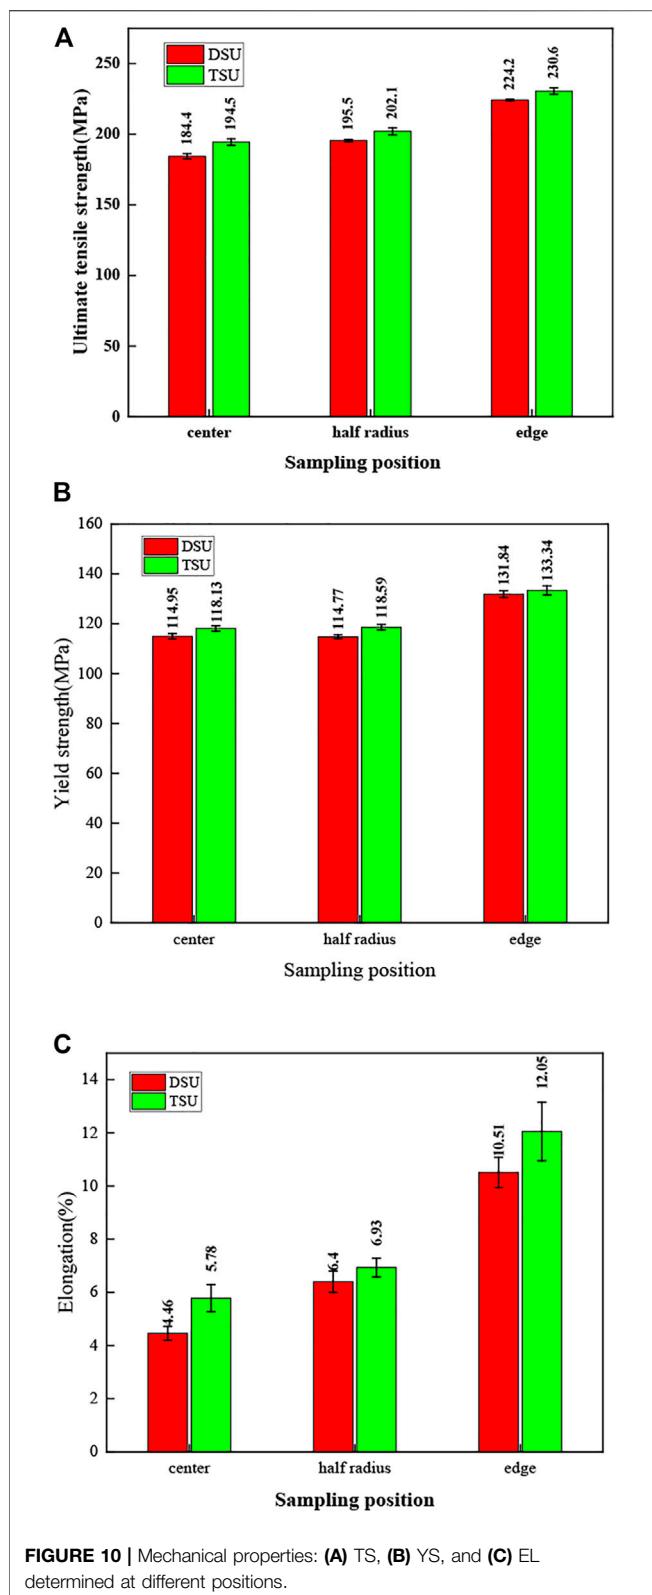 A
DSU
TSU
250
200
150
100
50
0
Ultimate tensile strength(MPa)
184.4
194.5
195.5
202.1
224.2
230.6
center half radius edge
Sampling position
B
DSU
TSU
160
140
120
100
80
60
40
20
0
Yield strength(MPa)
114.95
118.13
114.77
118.59
131.84
133.34
center half radius edge
Sampling position
C
DSU
TSU
14
12
10
8
6
4
2
0
Elongation(%)
4.46
5.78
6.4
6.93
10.51
12.05
center half radius edge
Sampling position
FIGURE 10 | Mechanical properties: (A) TS, (B) YS, and (C) EL
determined at different positions.